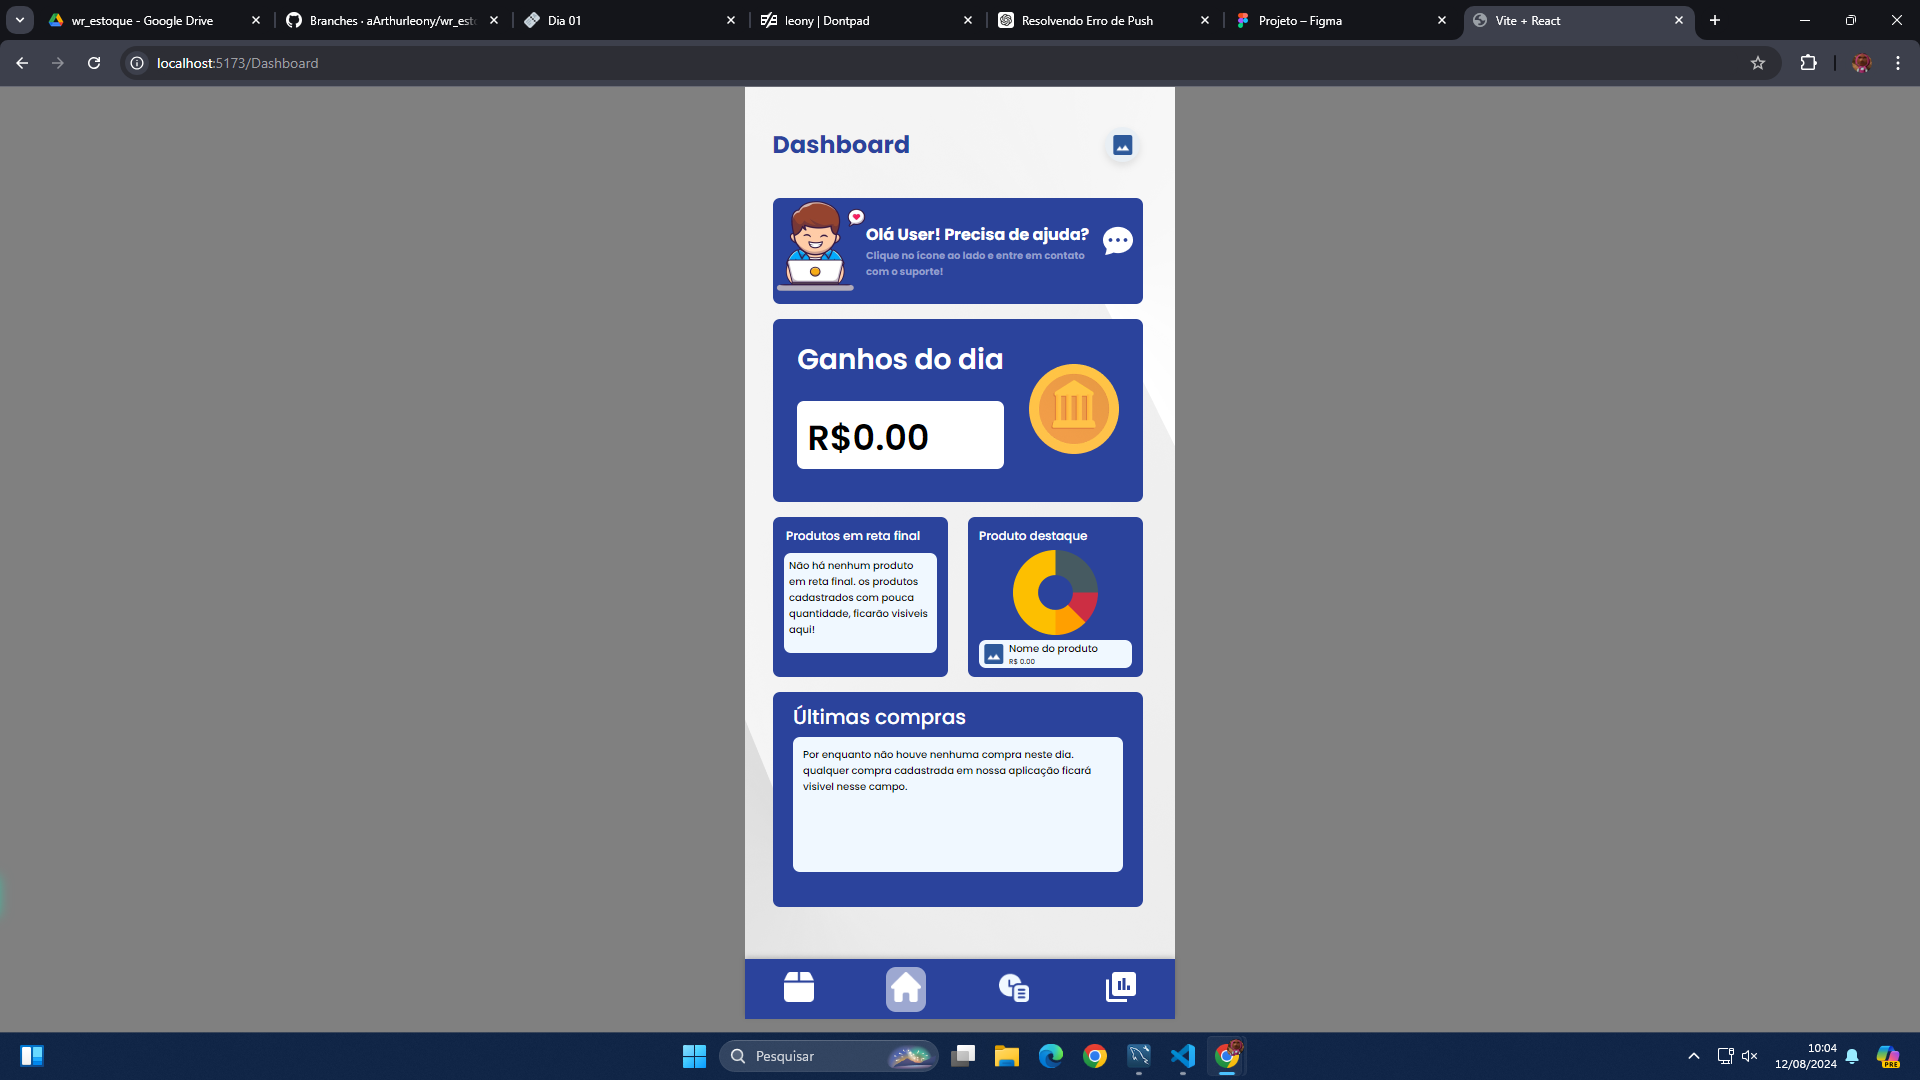 wr_estoque - Google Drive
Branches · aArthurleony/wr_esto
Dia 01
leony | Dontpad
Resolvendo Erro de Push
Projeto – Figma
Vite + React
localhost:5173/Dashboard
Dashboard
Olá User! Precisa de ajuda?
Clique no ícone ao lado e entre em contato
com o suporte!
Ganhos do dia
R$0.00
Produtos em reta final
Não há nenhum produto
em reta final. os produtos
cadastrados com pouca
quantidade, ficarão visiveis
aqui!
Produto destaque
Nome do produto
R$ 0.00
Últimas compras
Por enquanto não houve nenhuma compra neste dia.
qualquer compra cadastrada em nossa aplicação ficará
visivel nesse campo.
Pesquisar
10:04
12/08/2024
PRE